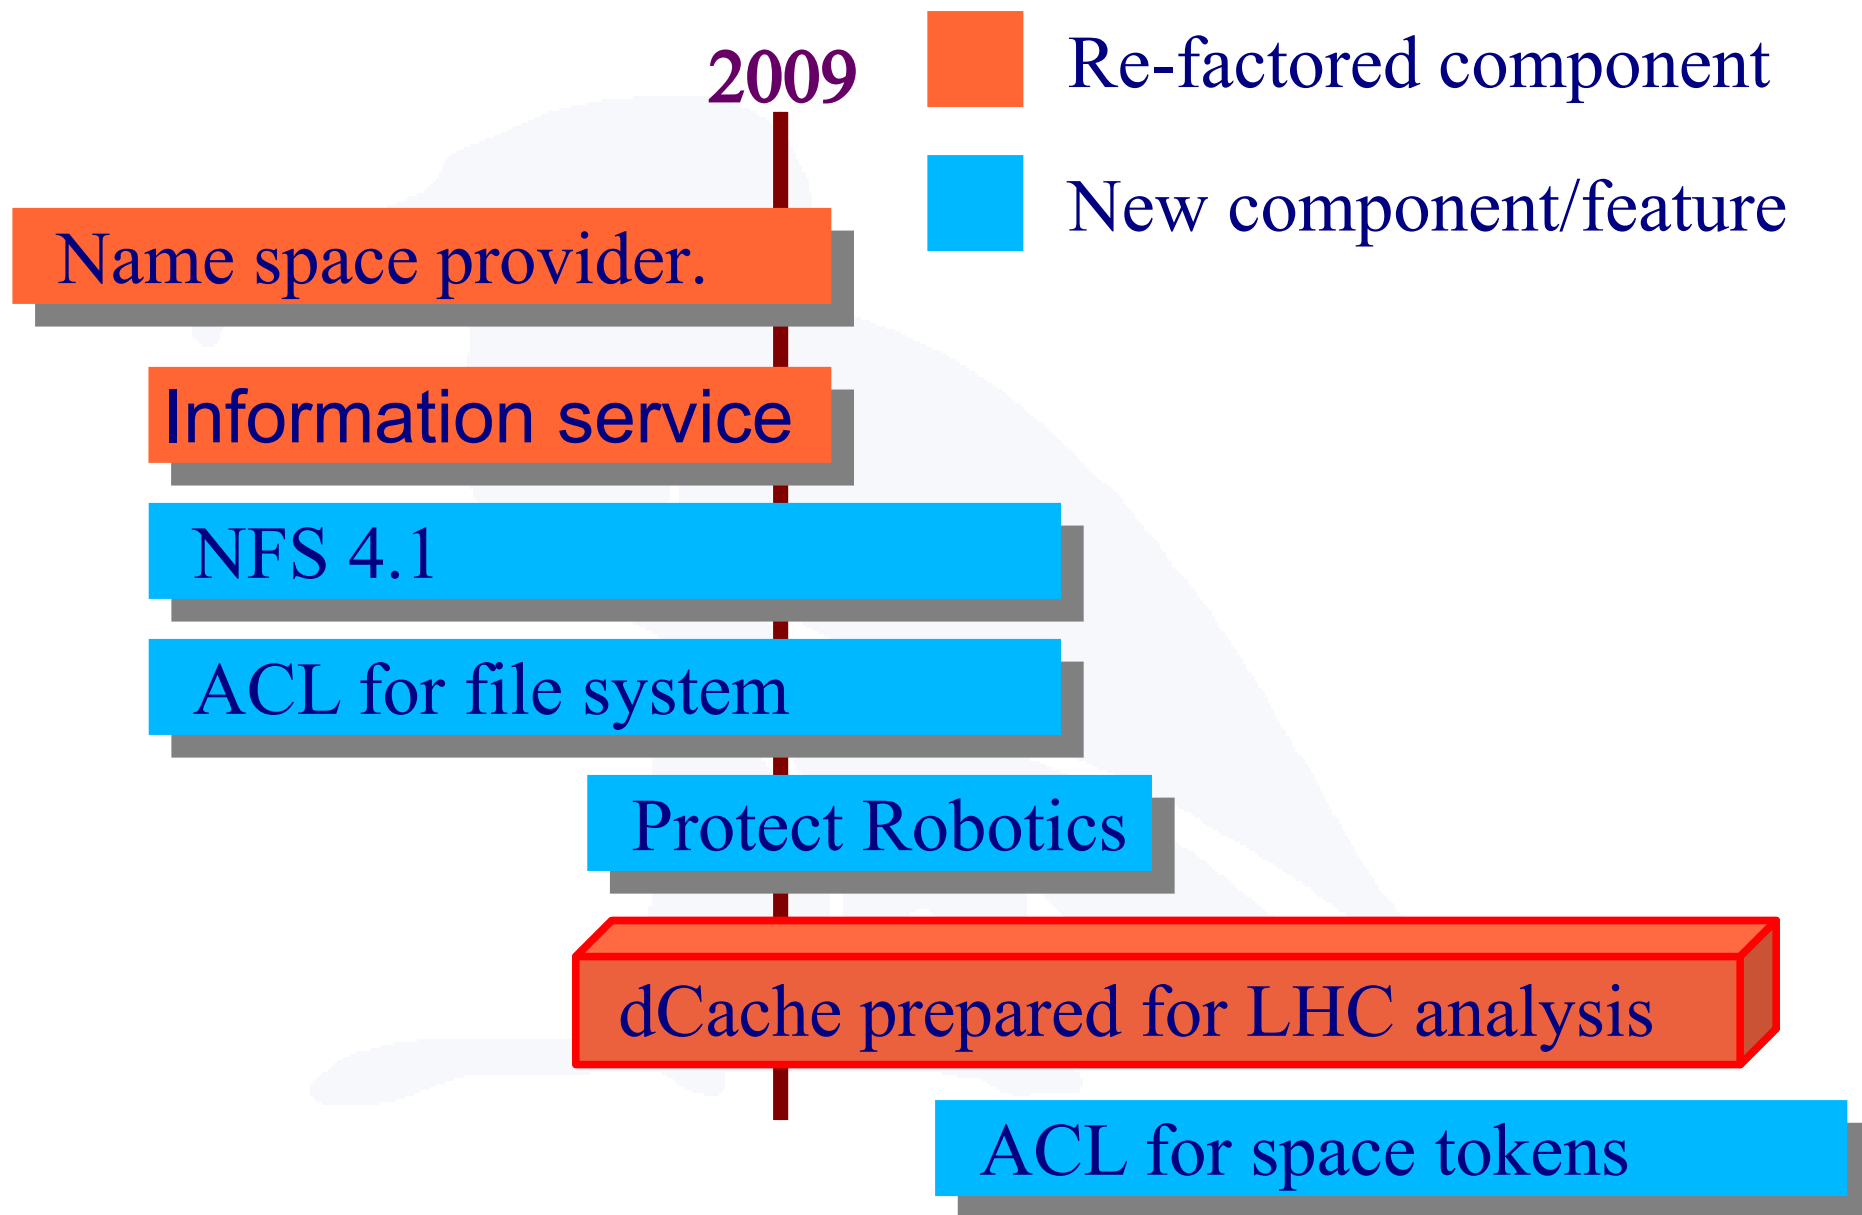 2009
Re-factored component
New component/feature
Name space provider.
Information service
NFS 4.1
ACL for file system
Protect Robotics
dCache prepared for LHC analysis
ACL for space tokens